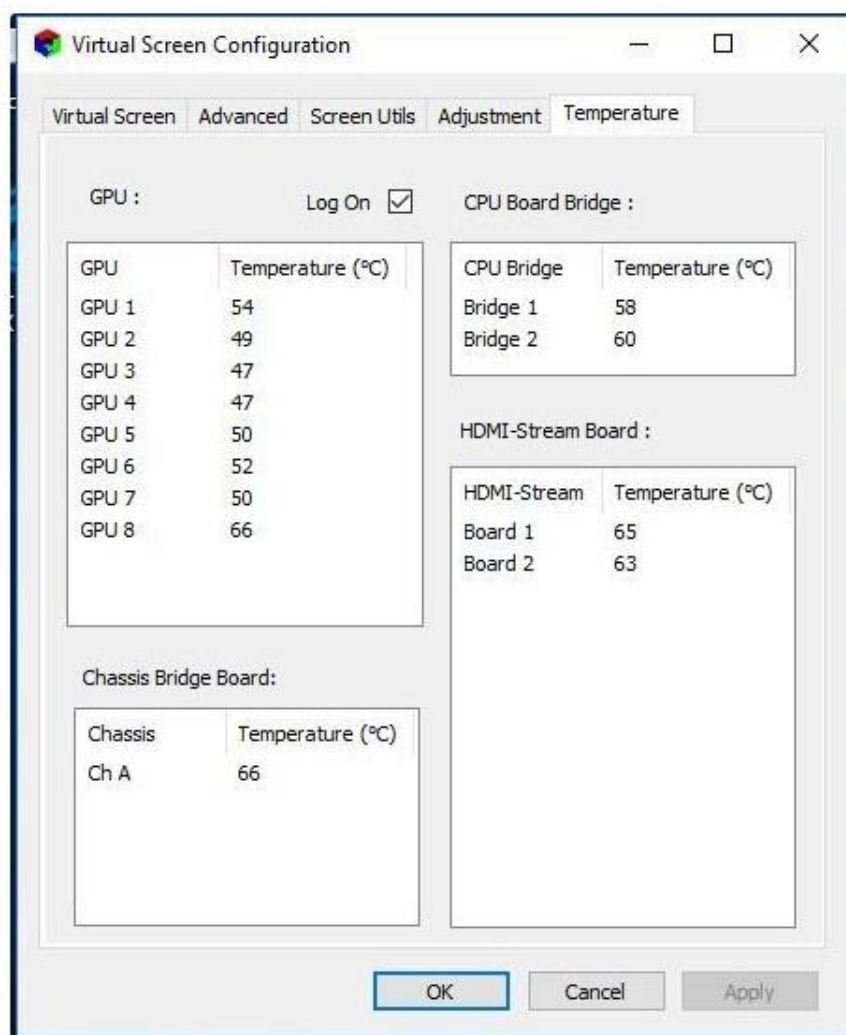 Virtual Screen Configuration
Virtual Screen Advanced Screen Utils Adjustment Temperature
GPU :
Log On
GPU Temperature (°C)
GPU 1 54
GPU 2 49
GPU 3 47
GPU 4 47
GPU 5 50
GPU 6 52
GPU 7 50
GPU 8 66
CPU Board Bridge :
CPU Bridge Temperature (°C)
Bridge 1 58
Bridge 2 60
HDMI-Stream Board :
HDMI-Stream Temperature (°C)
Board 1 65
Board 2 63
Chassis Bridge Board:
Chassis Temperature (°C)
Ch A 66
OK Cancel Apply